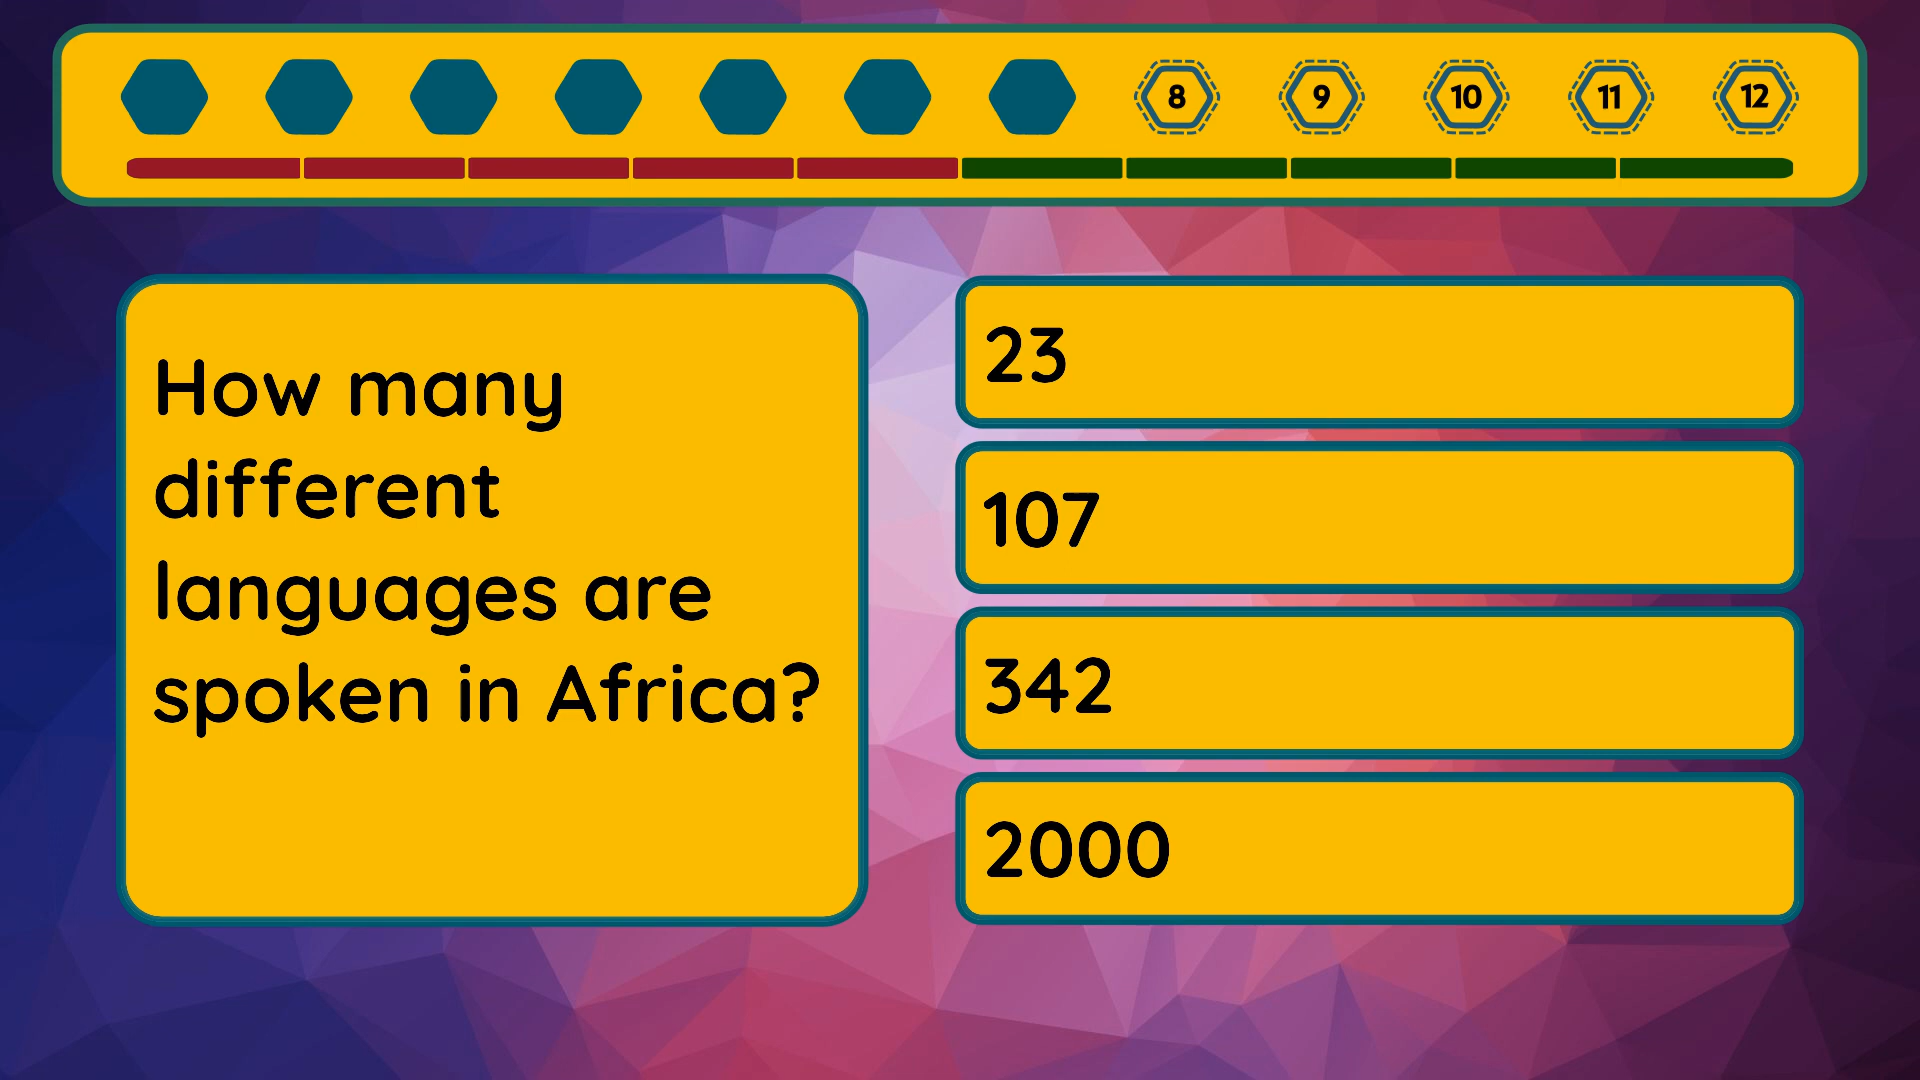 8 9 10 11 12
How many
different
languages are
spoken in Africa?
23
107
342
2000